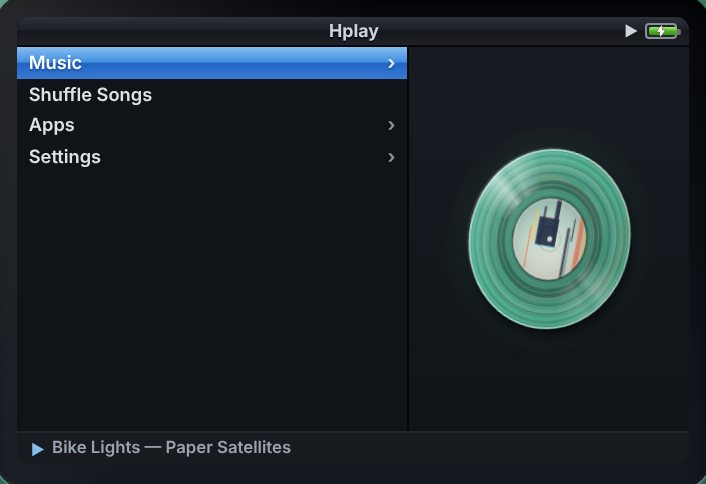 Hplay
Music
Shuffle Songs
Apps
Settings
Bike Lights — Paper Satellites